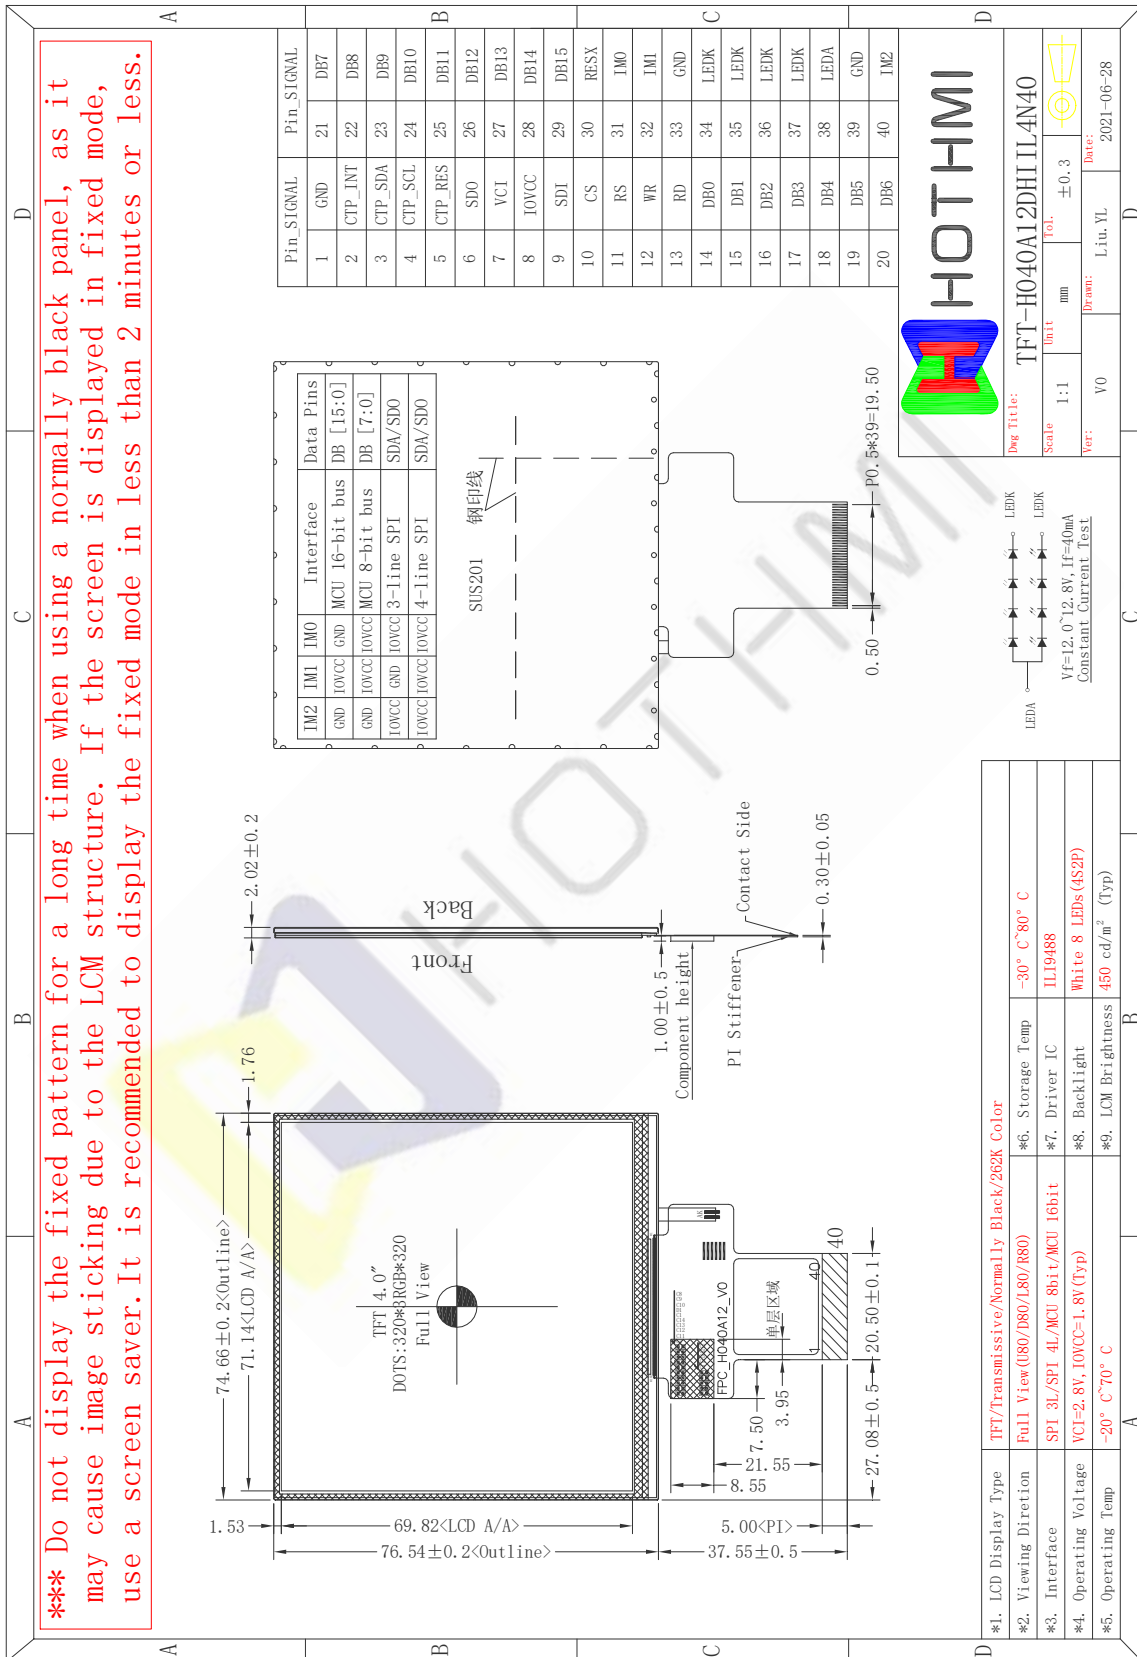 *** Do not display the fixed pattern for a long time when using a normally black panel, as it
may cause image sticking due to the LCM structure. If the screen is displayed in fixed mode,
use a screen saver.It is recommended to display the fixed mode in less than 2 minutes or less.
A
B
C
D
A
B
C
D
A
B
C
D
A
B
C
D
74.66±0.2<Outline>
71.14<LCD A/A>
1.76
1.53
69.82<LCD A/A>
76.54±0.2<Outline>
TFT 4.0"
DOTS:320*3RGB*320
Full View
FPC_H040A12_V0
单层区域
1
40
40
5.00<PI>
37.55±0.5
8.55
21.55
7.50
3.95
27.08±0.5
20.50±0.1
2.02±0.2
Front
Back
1.00±0.5
Component height
PI Stiffener
Contact Side
0.30±0.05
IM2 IM1 IM0 Interface Data Pins
GND IOVCC GND MCU 16-bit bus DB [15:0]
GND IOVCC IOVCC MCU 8-bit bus DB [7:0]
IOVCC GND IOVCC 3-line SPI SDA/SDO
IOVCC IOVCC IOVCC 4-line SPI SDA/SDO
SUS201
钢印线
0.50
P0.5*39=19.50
Pin_SIGNAL Pin_SIGNAL
1 GND 21 DB7
2 CTP_INT 22 DB8
3 CTP_SDA 23 DB9
4 CTP_SCL 24 DB10
5 CTP_RES 25 DB11
6 SDO 26 DB12
7 VCI 27 DB13
8 IOVCC 28 DB14
9 SDI 29 DB15
10 CS 30 RESX
11 RS 31 IM0
12 WR 32 IM1
13 RD 33 GND
14 DB0 34 LEDK
15 DB1 35 LEDK
16 DB2 36 LEDK
17 DB3 37 LEDK
18 DB4 38 LEDA
19 DB5 39 GND
20 DB6 40 IM2
LEDA
LEDK
LEDK
Vf=12.0~12.8V, If=40mA
Constant Current Test
*1. LCD Display Type TFT/Transmissive/Normally Black/262K Color
*2. Viewing Diretion Full View(U80/D80/L80/R80) *6. Storage Temp -30° C~80° C
*3. Interface SPI 3L/SPI 4L/MCU 8bit/MCU 16bit *7. Driver IC ILI9488
*4. Operating Voltage VCI=2.8V, IOVCC=1.8V(Typ) *8. Backlight White 8 LEDs(4S2P)
*5. Operating Temp -20° C~70° C *9. LCM Brightness 450 cd/m² (Typ)
HOTHMI
Dwg Title: TFT-H040A12DHIIL4N40
Scale 1:1 Unit mm Tol. ±0.3
Ver: V0 Drawn: Liu.YL Date: 2021-06-28
HOTHMI